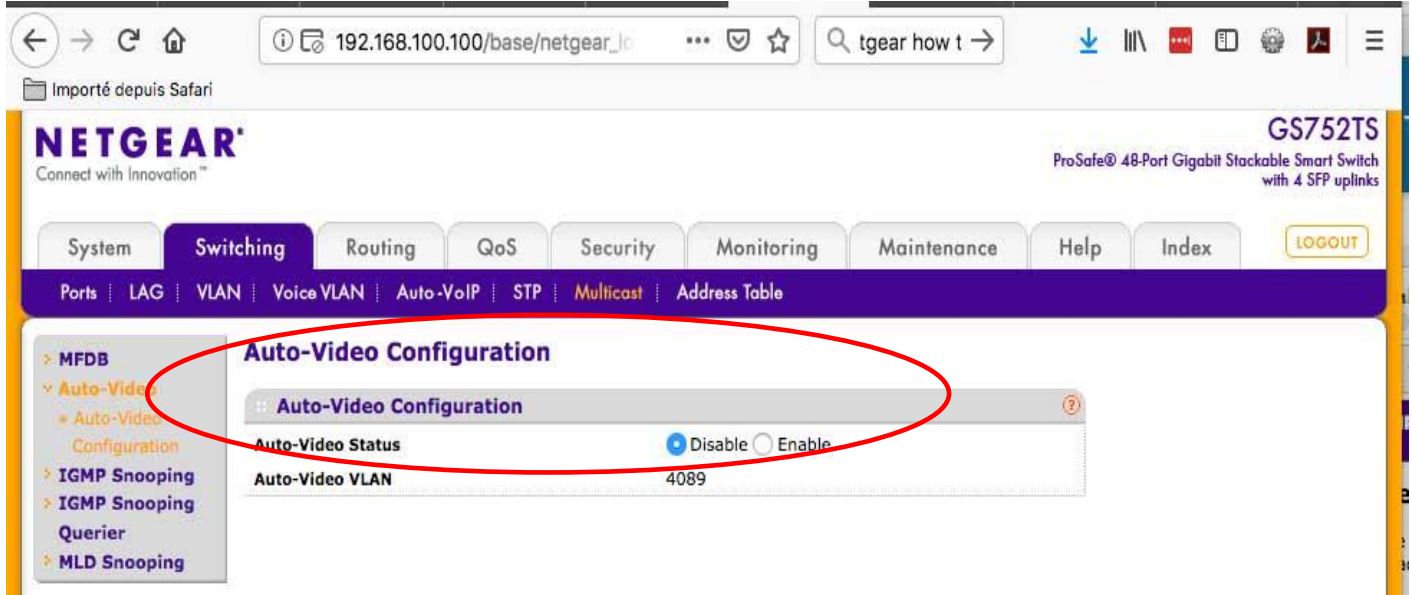 192.168.100.100/base/netgear_lo
tgear how t
Importé depuis Safari
NETGEAR®
Connect with Innovation™
GS752TS
ProSafe® 48-Port Gigabit Stackable Smart Switch
with 4 SFP uplinks
System Switching Routing QoS Security Monitoring Maintenance Help Index LOGOUT
Ports LAG VLAN Voice VLAN Auto-VoIP STP Multicast Address Table
MFDB
Auto-Video
Auto-Video
Configuration
IGMP Snooping
IGMP Snooping
Querier
MLD Snooping
Auto-Video Configuration
Auto-Video Configuration ?
Auto-Video Status Disable Enable
Auto-Video VLAN 4089